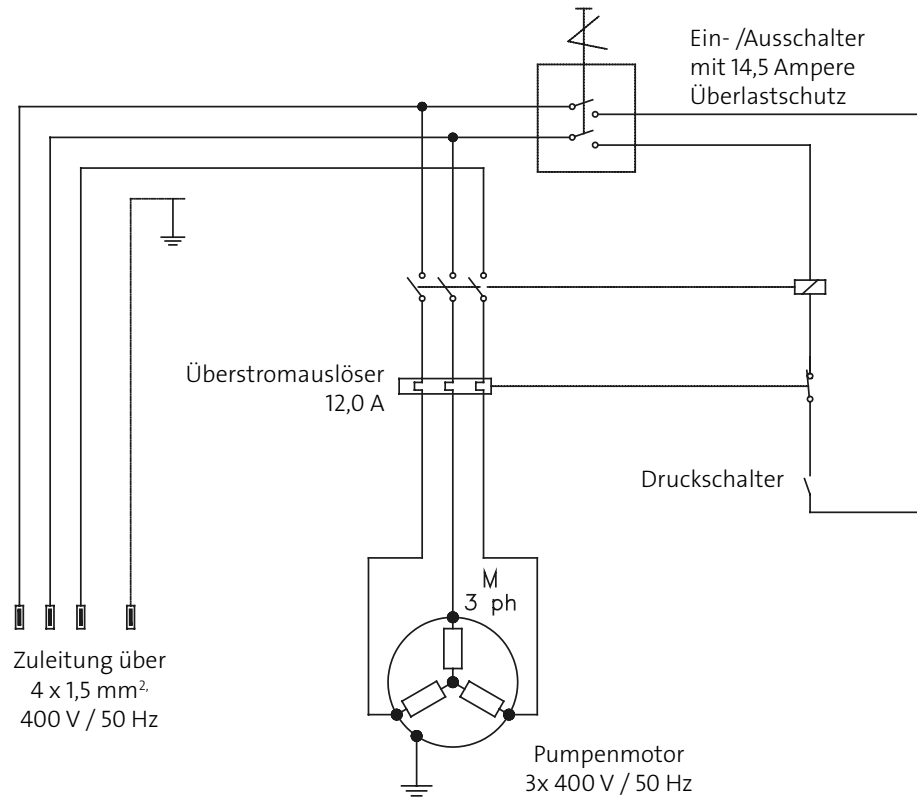 Ein- /Ausschalter
mit 14,5 Ampere
Überlastschutz
Überstromauslöser
12,0 A
Druckschalter
M
3 ph
Zuleitung über
4 x 1,5 mm²,
400 V / 50 Hz
Pumpenmotor
3x 400 V / 50 Hz